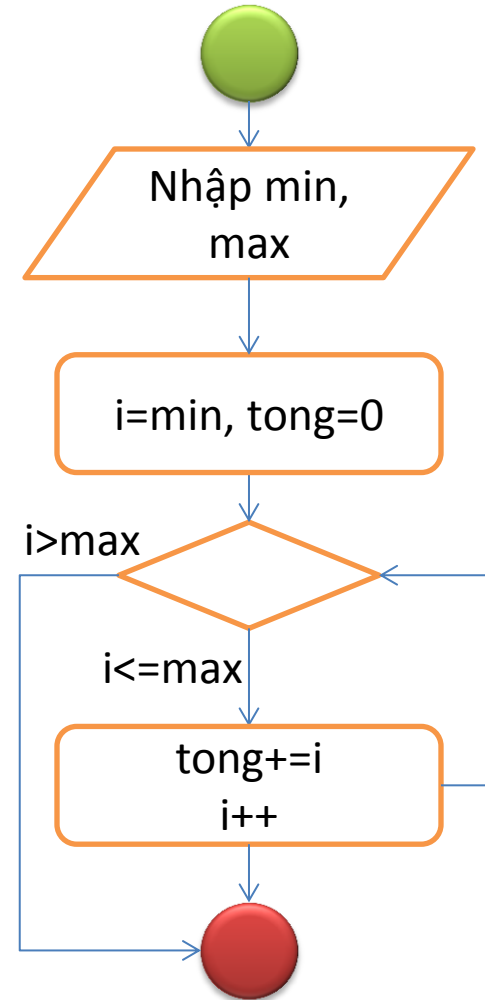 Nhập min,
max
i=min, tong=0
i>max
i<=max
tong+=i
i++